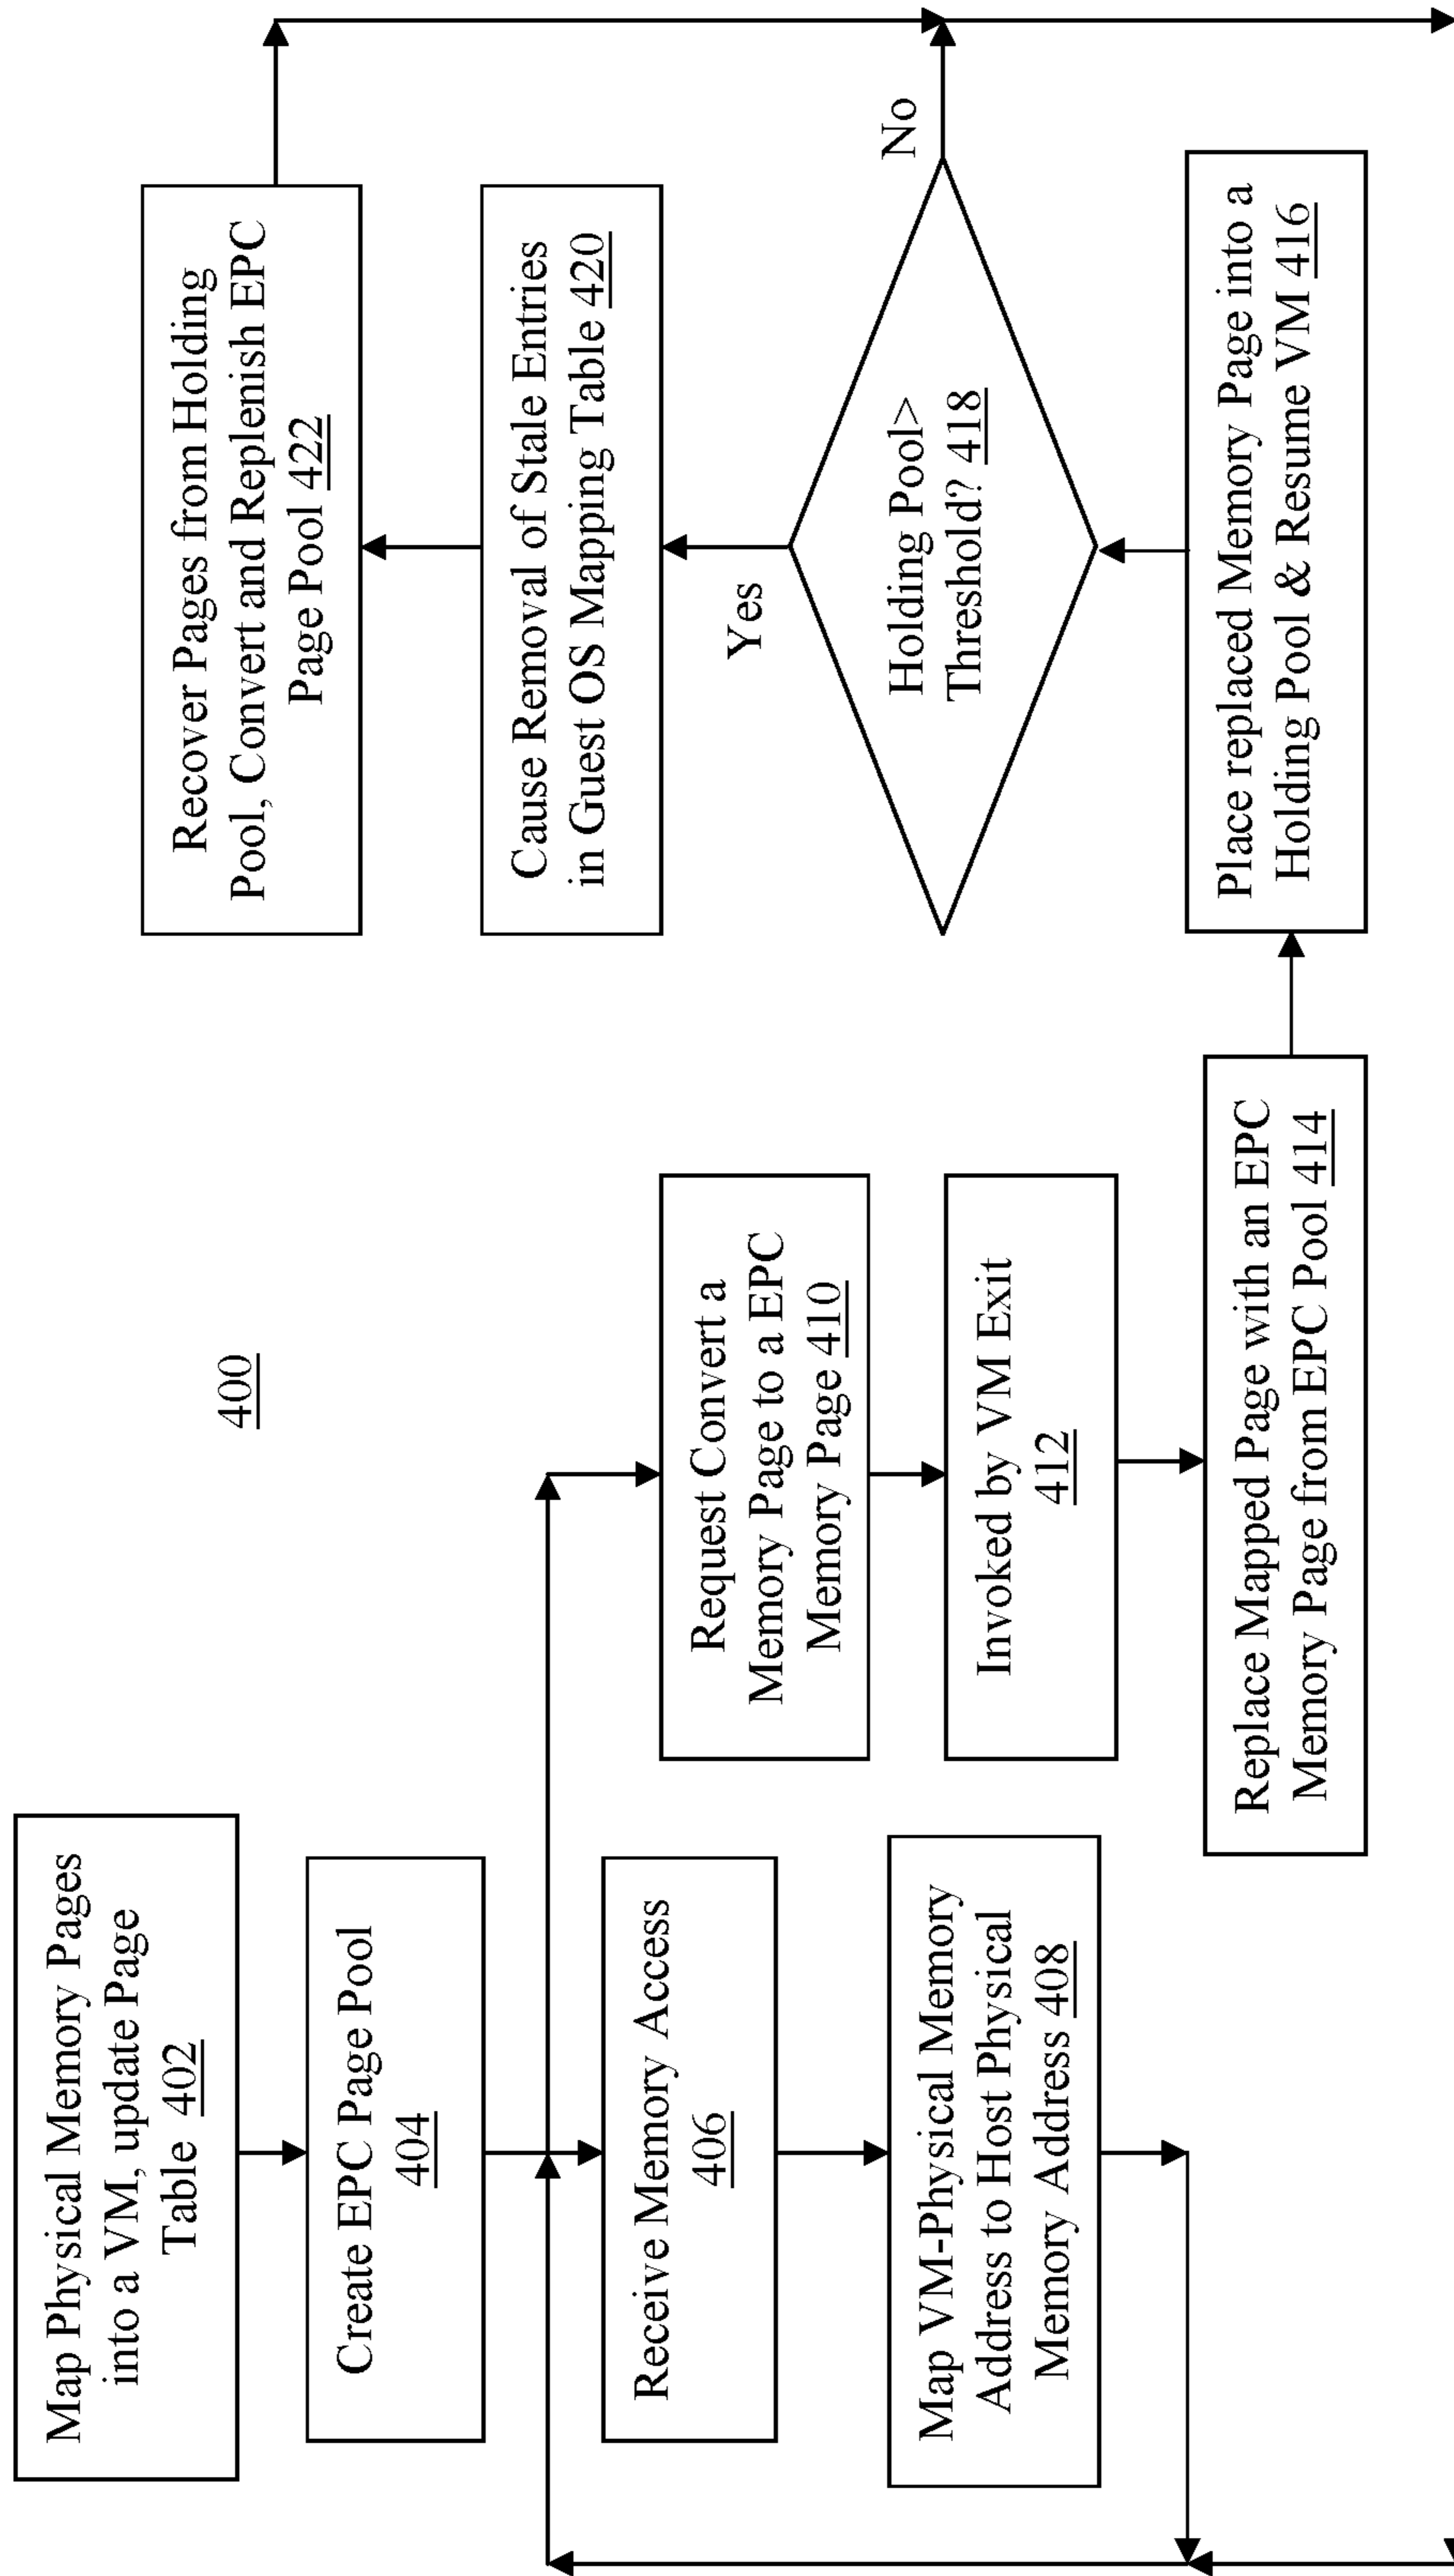 400
Map Physical Memory Pages
into a VM, update Page
Table 402
Create EPC Page Pool
404
Receive Memory Access
406
Map VM-Physical Memory
Address to Host Physical
Memory Address 408
Request Convert a
Memory Page to a EPC
Memory Page 410
Invoked by VM Exit
412
Replace Mapped Page with an EPC
Memory Page from EPC Pool 414
Place replaced Memory Page into a
Holding Pool & Resume VM 416
Holding Pool>
Threshold? 418
Yes
No
Cause Removal of Stale Entries
in Guest OS Mapping Table 420
Recover Pages from Holding
Pool, Convert and Replenish EPC
Page Pool 422